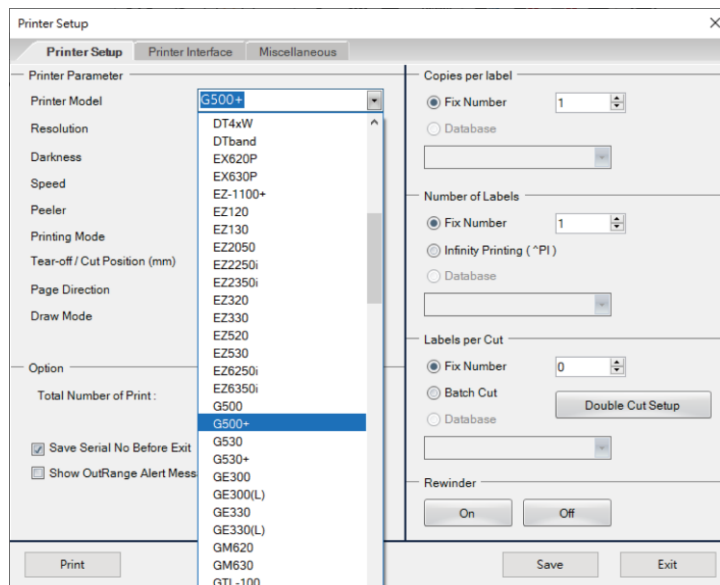 Printer Setup
Printer Setup
Printer Interface
Miscellaneous
Printer Parameter
Printer Model
G500+
Resolution
Darkness
Speed
Peeler
Printing Mode
Tear-off / Cut Position (mm)
Page Direction
Draw Mode
DT4xW
DTband
EX620P
EX630P
EZ-1100+
EZ120
EZ130
EZ2050
EZ2250i
EZ2350i
EZ320
EZ330
EZ520
EZ530
EZ6250i
EZ6350i
G500
G500+
G530
G530+
GE300
GE300(L)
GE330
GE330(L)
GM620
GM630
GTL-100
Option
Total Number of Print :
Save Serial No Before Exit
Show OutRange Alert Mess
Copies per label
Fix Number
1
Database
Number of Labels
Fix Number
1
Infinity Printing ( ^PI )
Database
Labels per Cut
Fix Number
0
Batch Cut
Double Cut Setup
Database
Rewinder
On
Off
Print
Save
Exit